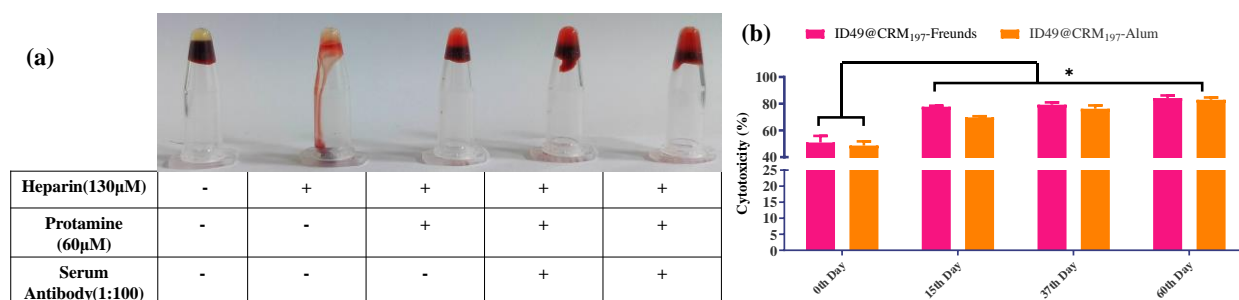 (a)
Heparin(130μM) - + + + +
Protamine
(60μM) - - + + +
Serum
Antibody(1:100) - - - + +
(b)
ID49@CRM197-Freunds ID49@CRM197-Alum
*
Cytotoxicity (%)
100
80
60
40
25
20
15
10
5
0
0th Day 15th Day 37th Day 60th Day